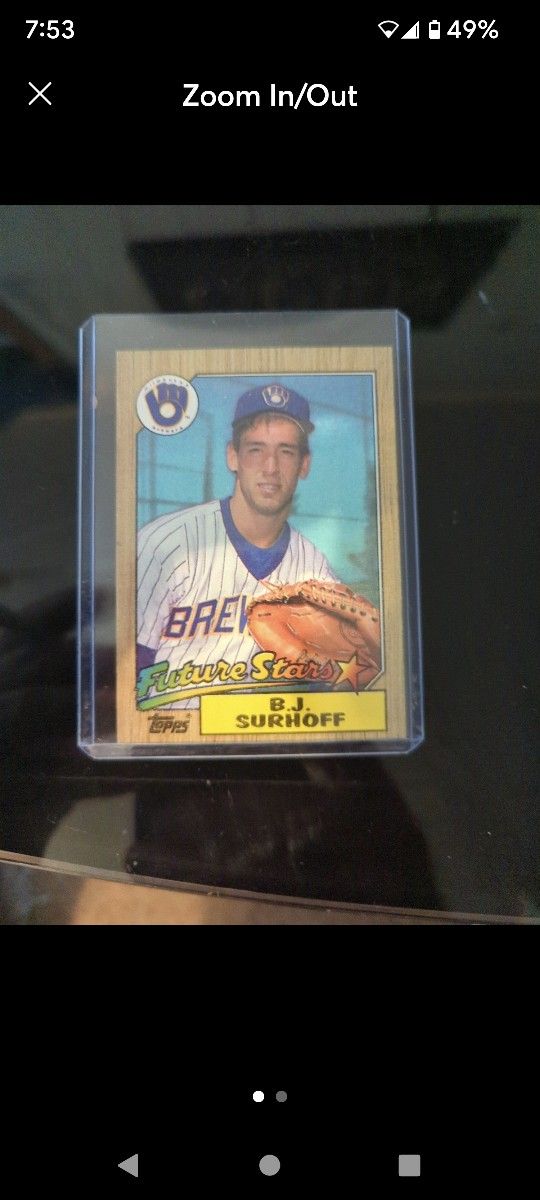 7:53
49%
Zoom In/Out
BREW
Future Stars
B.J.
SURHOFF
Topps